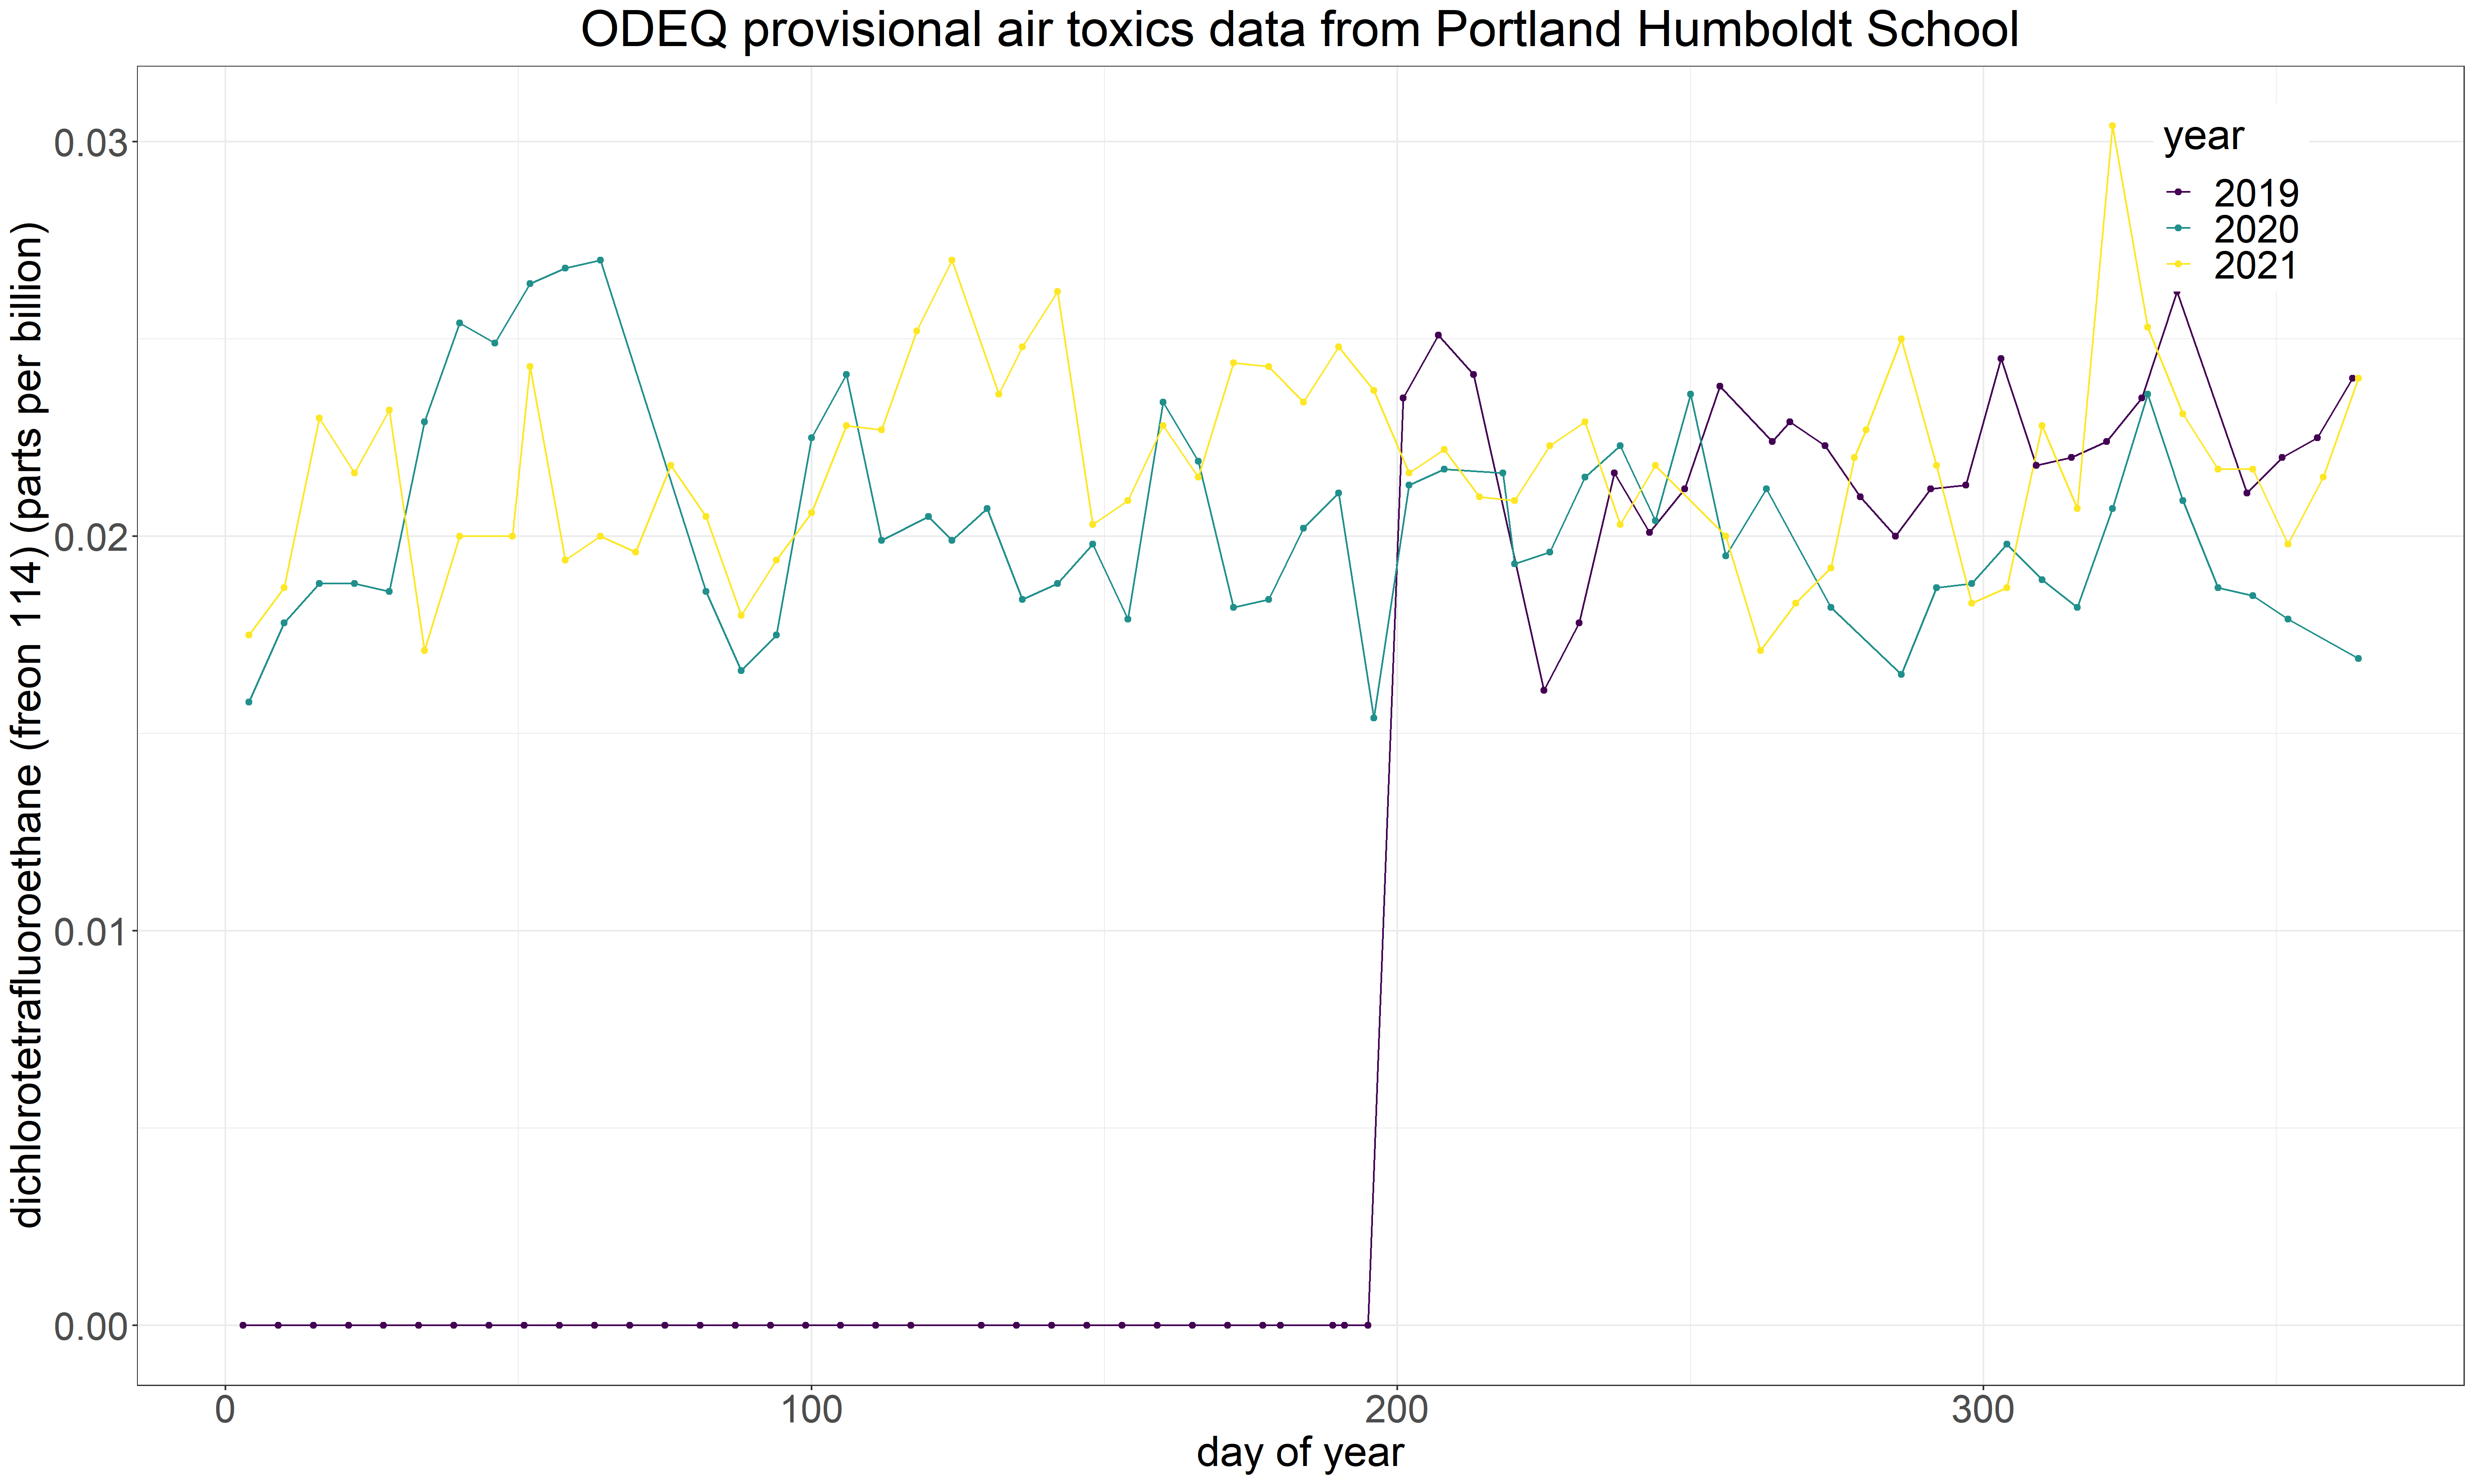 ODEQ provisional air toxics data from Portland Humboldt School
dichlorotetrafluoroethane (freon 114) (parts per billion)
0.03
0.02
0.01
0.00
year
2019
2020
2021
0
100
200
300
day of year